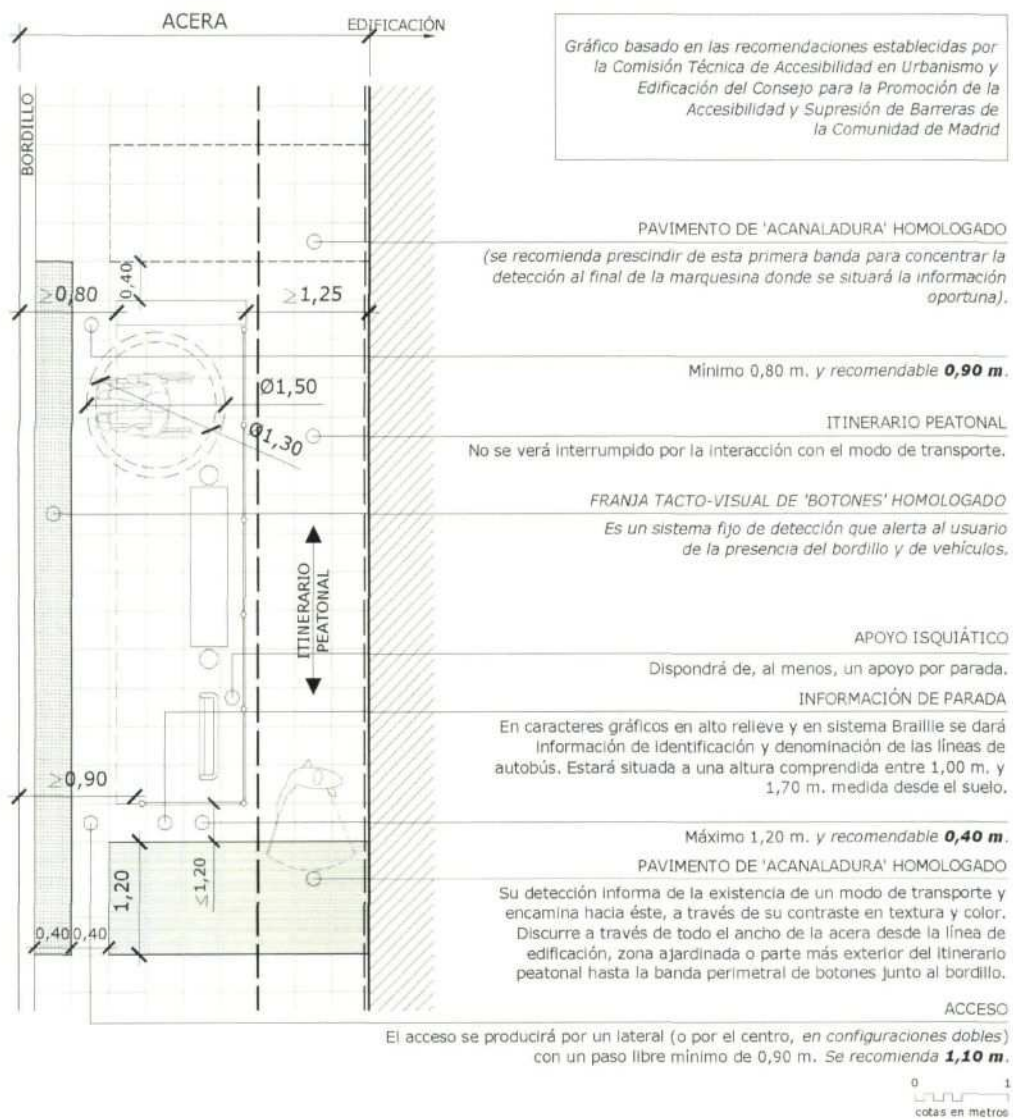 ACERA
EDIFICACIÓN
BORDILLO
Gráfico basado en las recomendaciones establecidas por
la Comisión Técnica de Accesibilidad en Urbanismo y
Edificación del Consejo para la Promoción de la
Accesibilidad y Supresión de Barreras de
la Comunidad de Madrid
PAVIMENTO DE 'ACANALADURA' HOMOLOGADO
(se recomienda prescindir de esta primera banda para concentrar la
detección al final de la marquesina donde se situará la información
oportuna).
≥0,80
0,40
≥1,25
Mínimo 0,80 m. y recomendable 0,90 m.
Ø1,50
Ø1,30
ITINERARIO PEATONAL
No se verá interrumpido por la interacción con el modo de transporte.
FRANJA TACTO-VISUAL DE 'BOTONES' HOMOLOGADO
Es un sistema fijo de detección que alerta al usuario
de la presencia del bordillo y de vehículos.
ITINERARIO
PEATONAL
APOYO ISQUIÁTICO
Dispondrá de, al menos, un apoyo por parada.
INFORMACIÓN DE PARADA
En caracteres gráficos en alto relieve y en sistema Braillie se dará
información de identificación y denominación de las líneas de
autobús. Estará situada a una altura comprendida entre 1,00 m. y
1,70 m. medida desde el suelo.
≥0,90
Máximo 1,20 m. y recomendable 0,40 m.
1,20
≤1,20
0,40
0,40
PAVIMENTO DE 'ACANALADURA' HOMOLOGADO
Su detección informa de la existencia de un modo de transporte y
encamina hacia éste, a través de su contraste en textura y color.
Discurre a través de todo el ancho de la acera desde la línea de
edificación, zona ajardinada o parte más exterior del itinerario
peatonal hasta la banda perimetral de botones junto al bordillo.
ACCESO
El acceso se producirá por un lateral (o por el centro, en configuraciones dobles)
con un paso libre mínimo de 0,90 m. Se recomienda 1,10 m.
0 1
cotas en metros